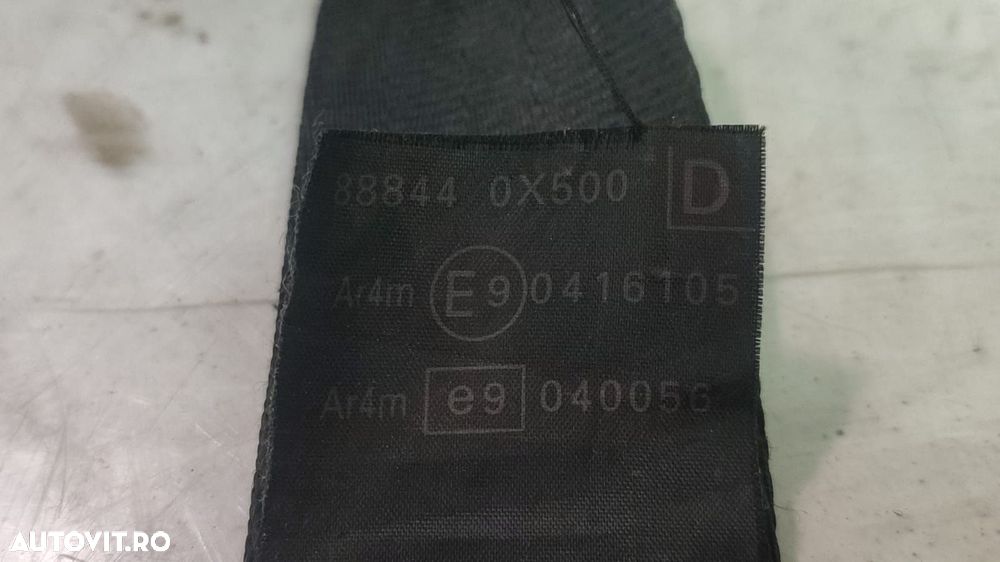 88844 0X500 D
Ar4m E9 0416105
Ar4m e9 040056
AUTOVIT.RO